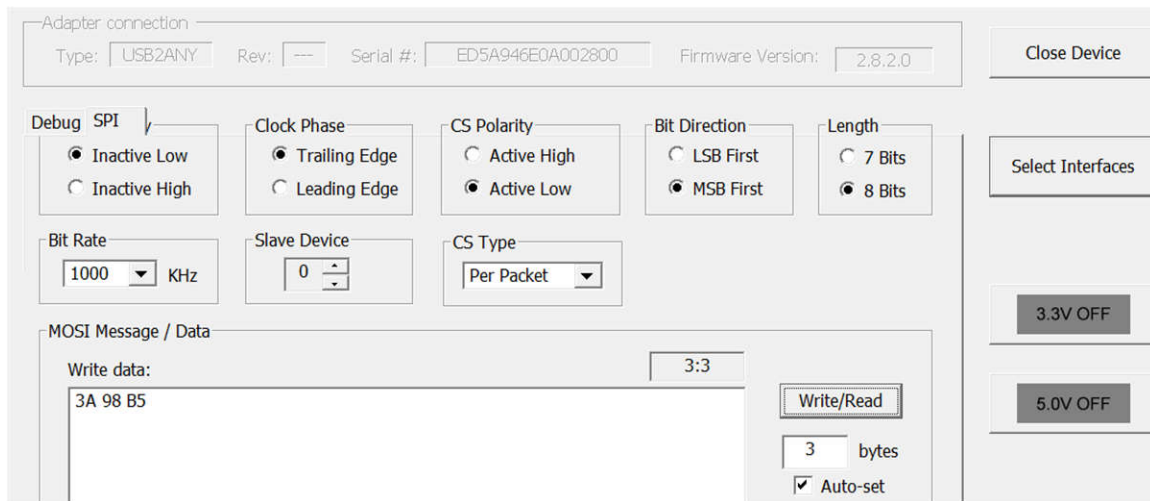 Adapter connection
Type: USB2ANY Rev: --- Serial #: ED5A946E0A002800 Firmware Version: 2.8.2.0
Close Device
Debug SPI
Clock Phase CS Polarity Bit Direction Length
Inactive Low Trailing Edge Active High LSB First 7 Bits
Inactive High Leading Edge Active Low MSB First 8 Bits
Select Interfaces
Bit Rate Slave Device CS Type
1000 KHz 0 Per Packet
3.3V OFF
MOSI Message / Data
Write data: 3:3
3A 98 B5
Write/Read
5.0V OFF
3 bytes
Auto-set